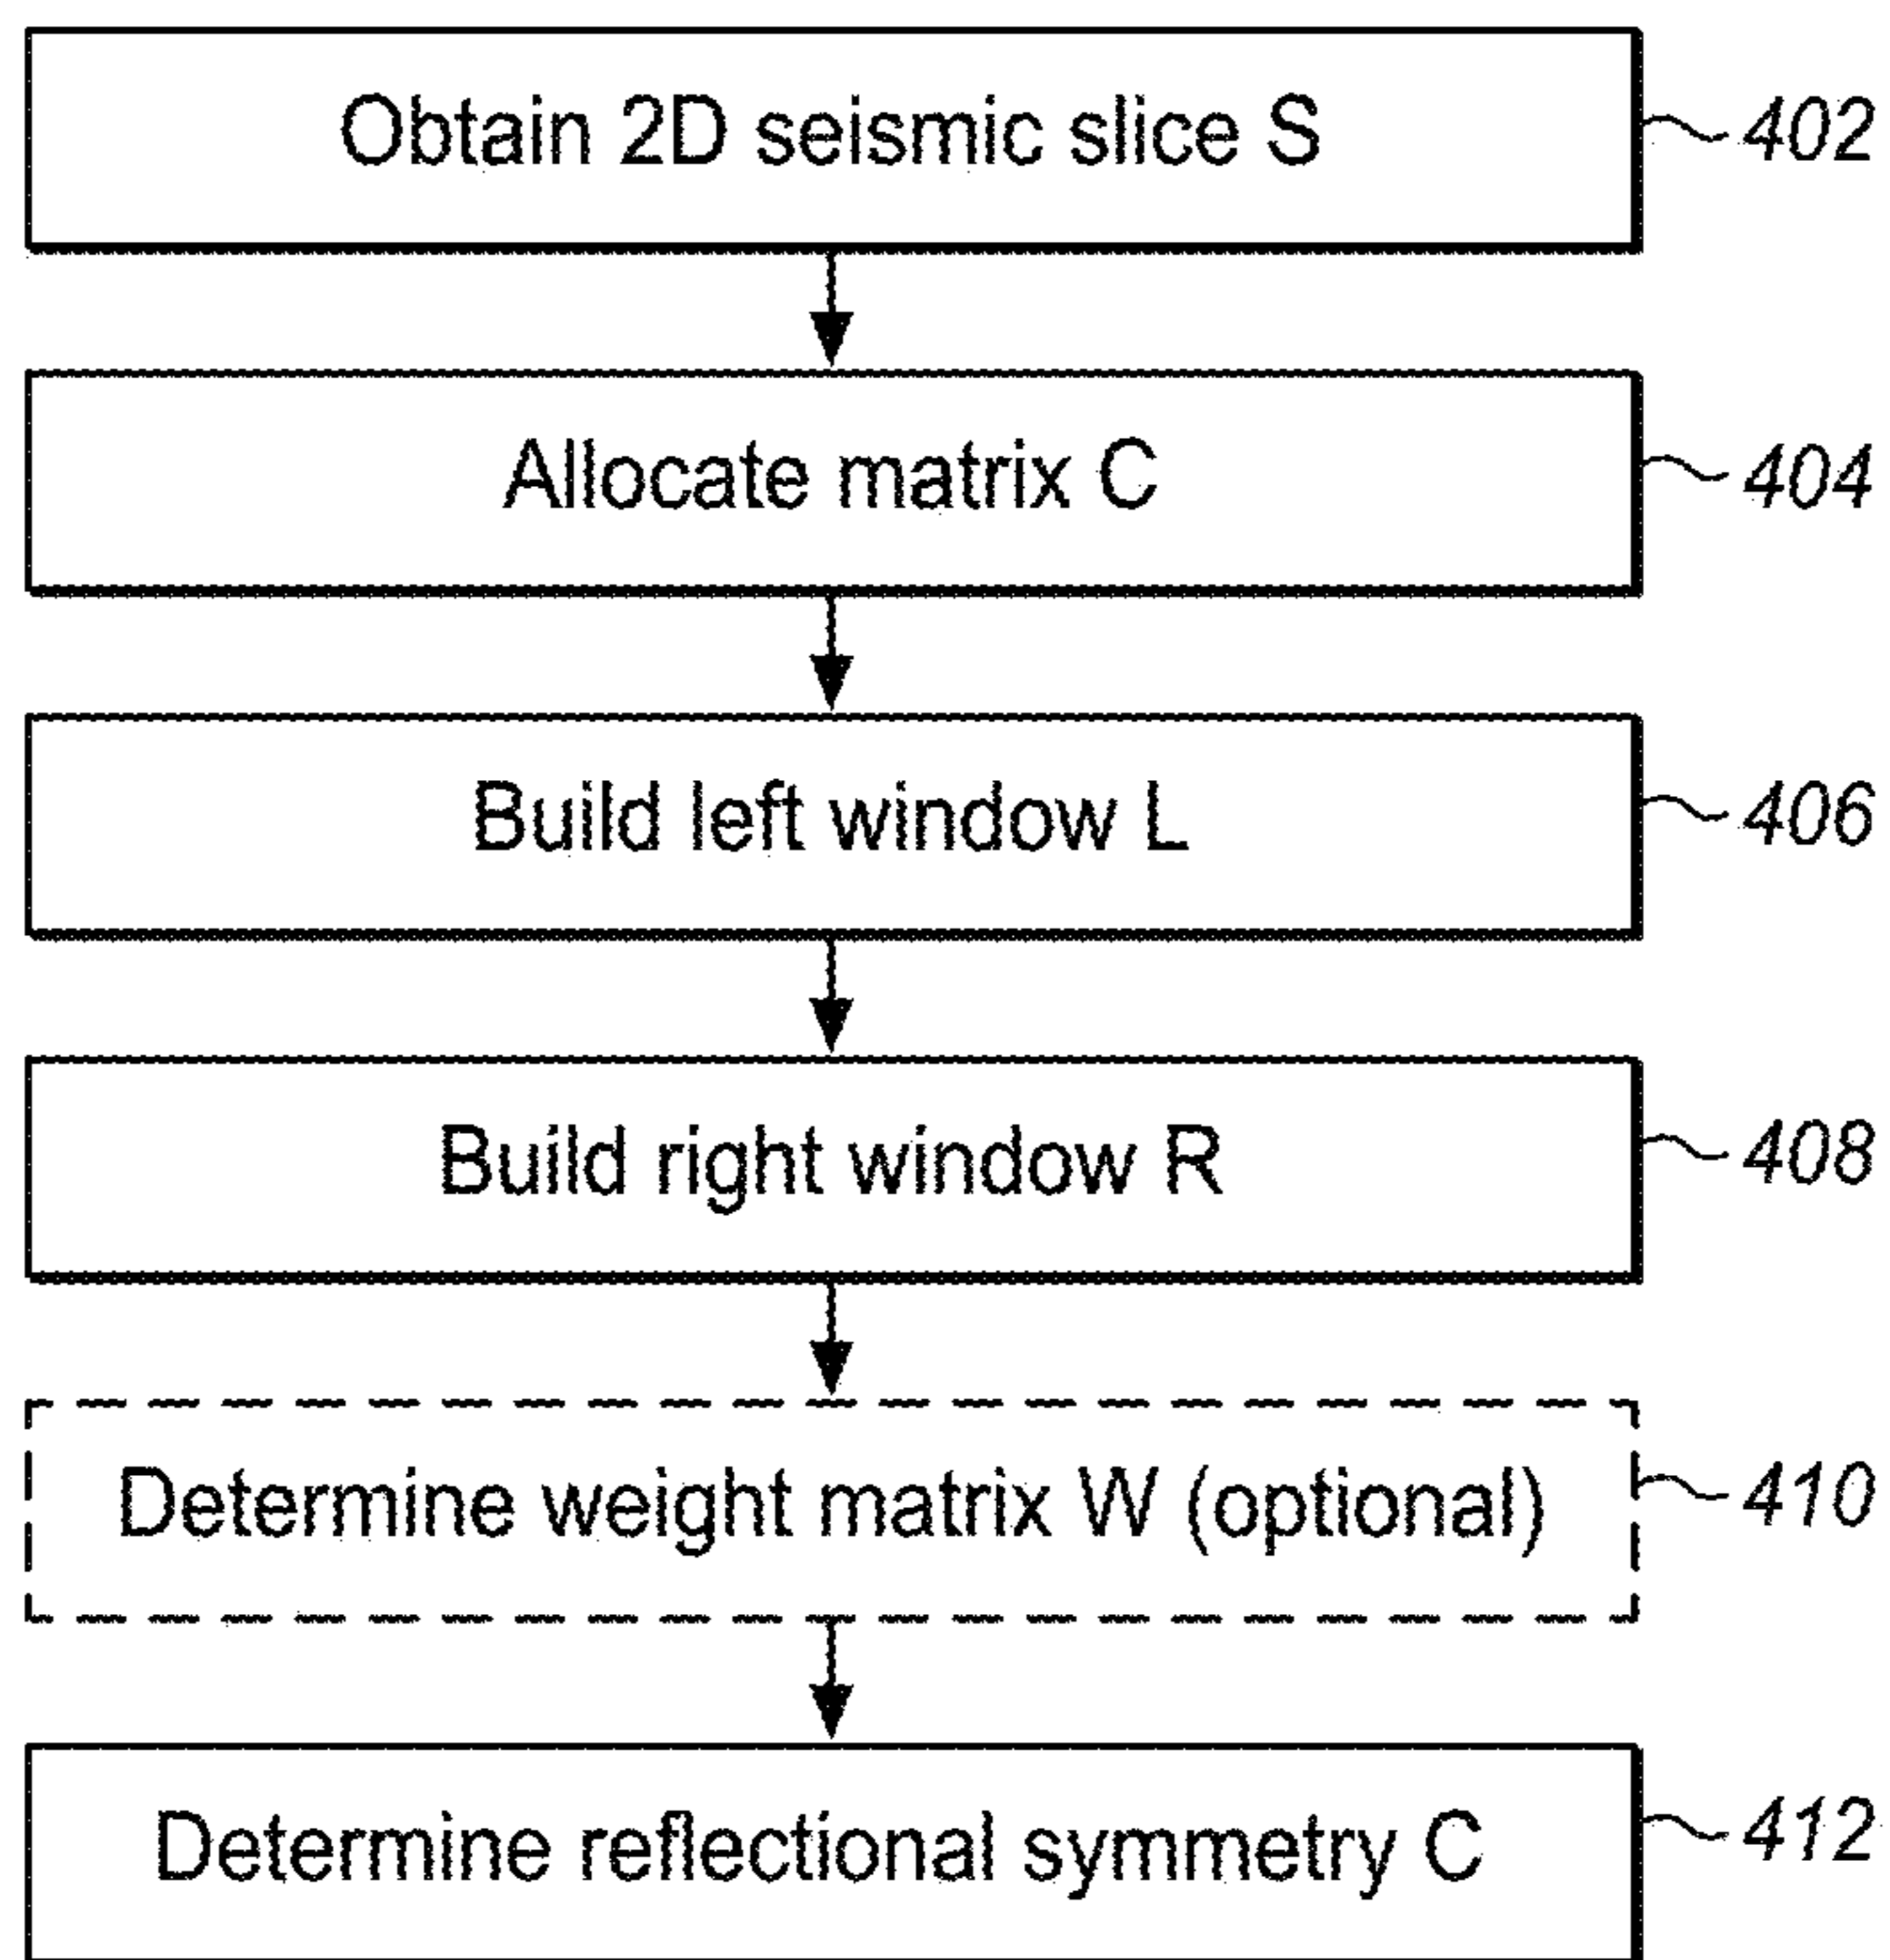 Obtain 2D seismic slice S
402
Allocate matrix C
404
Build left window L
406
Build right window R
408
Determine weight matrix W (optional)
410
Determine reflectional symmetry C
412